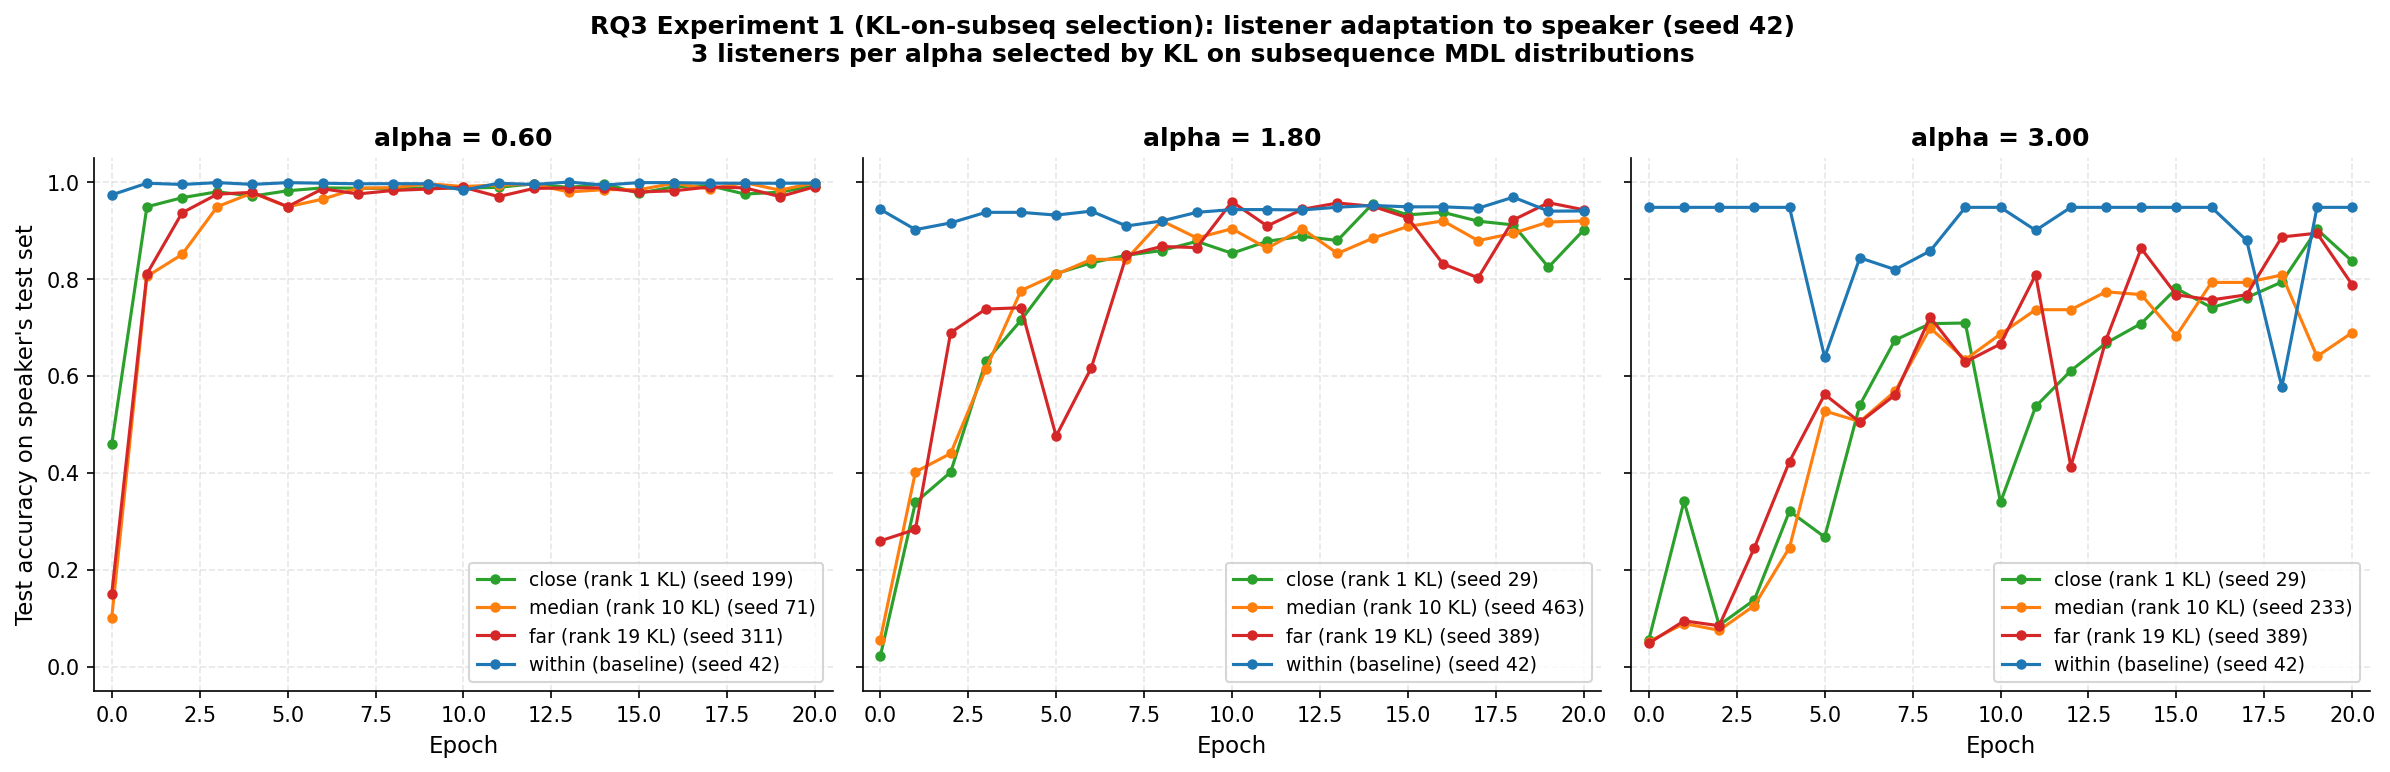 RQ3 Experiment 1 (KL-on-subseq selection): listener adaptation to speaker (seed 42)
3 listeners per alpha selected by KL on subsequence MDL distributions
alpha = 0.60
alpha = 1.80
alpha = 3.00
Test accuracy on speaker's test set
1.0
0.8
0.6
0.4
0.2
0.0
close (rank 1 KL) (seed 199)
median (rank 10 KL) (seed 71)
far (rank 19 KL) (seed 311)
within (baseline) (seed 42)
close (rank 1 KL) (seed 29)
median (rank 10 KL) (seed 463)
far (rank 19 KL) (seed 389)
within (baseline) (seed 42)
close (rank 1 KL) (seed 29)
median (rank 10 KL) (seed 233)
far (rank 19 KL) (seed 389)
within (baseline) (seed 42)
0.0 2.5 5.0 7.5 10.0 12.5 15.0 17.5 20.0
0.0 2.5 5.0 7.5 10.0 12.5 15.0 17.5 20.0
0.0 2.5 5.0 7.5 10.0 12.5 15.0 17.5 20.0
Epoch
Epoch
Epoch